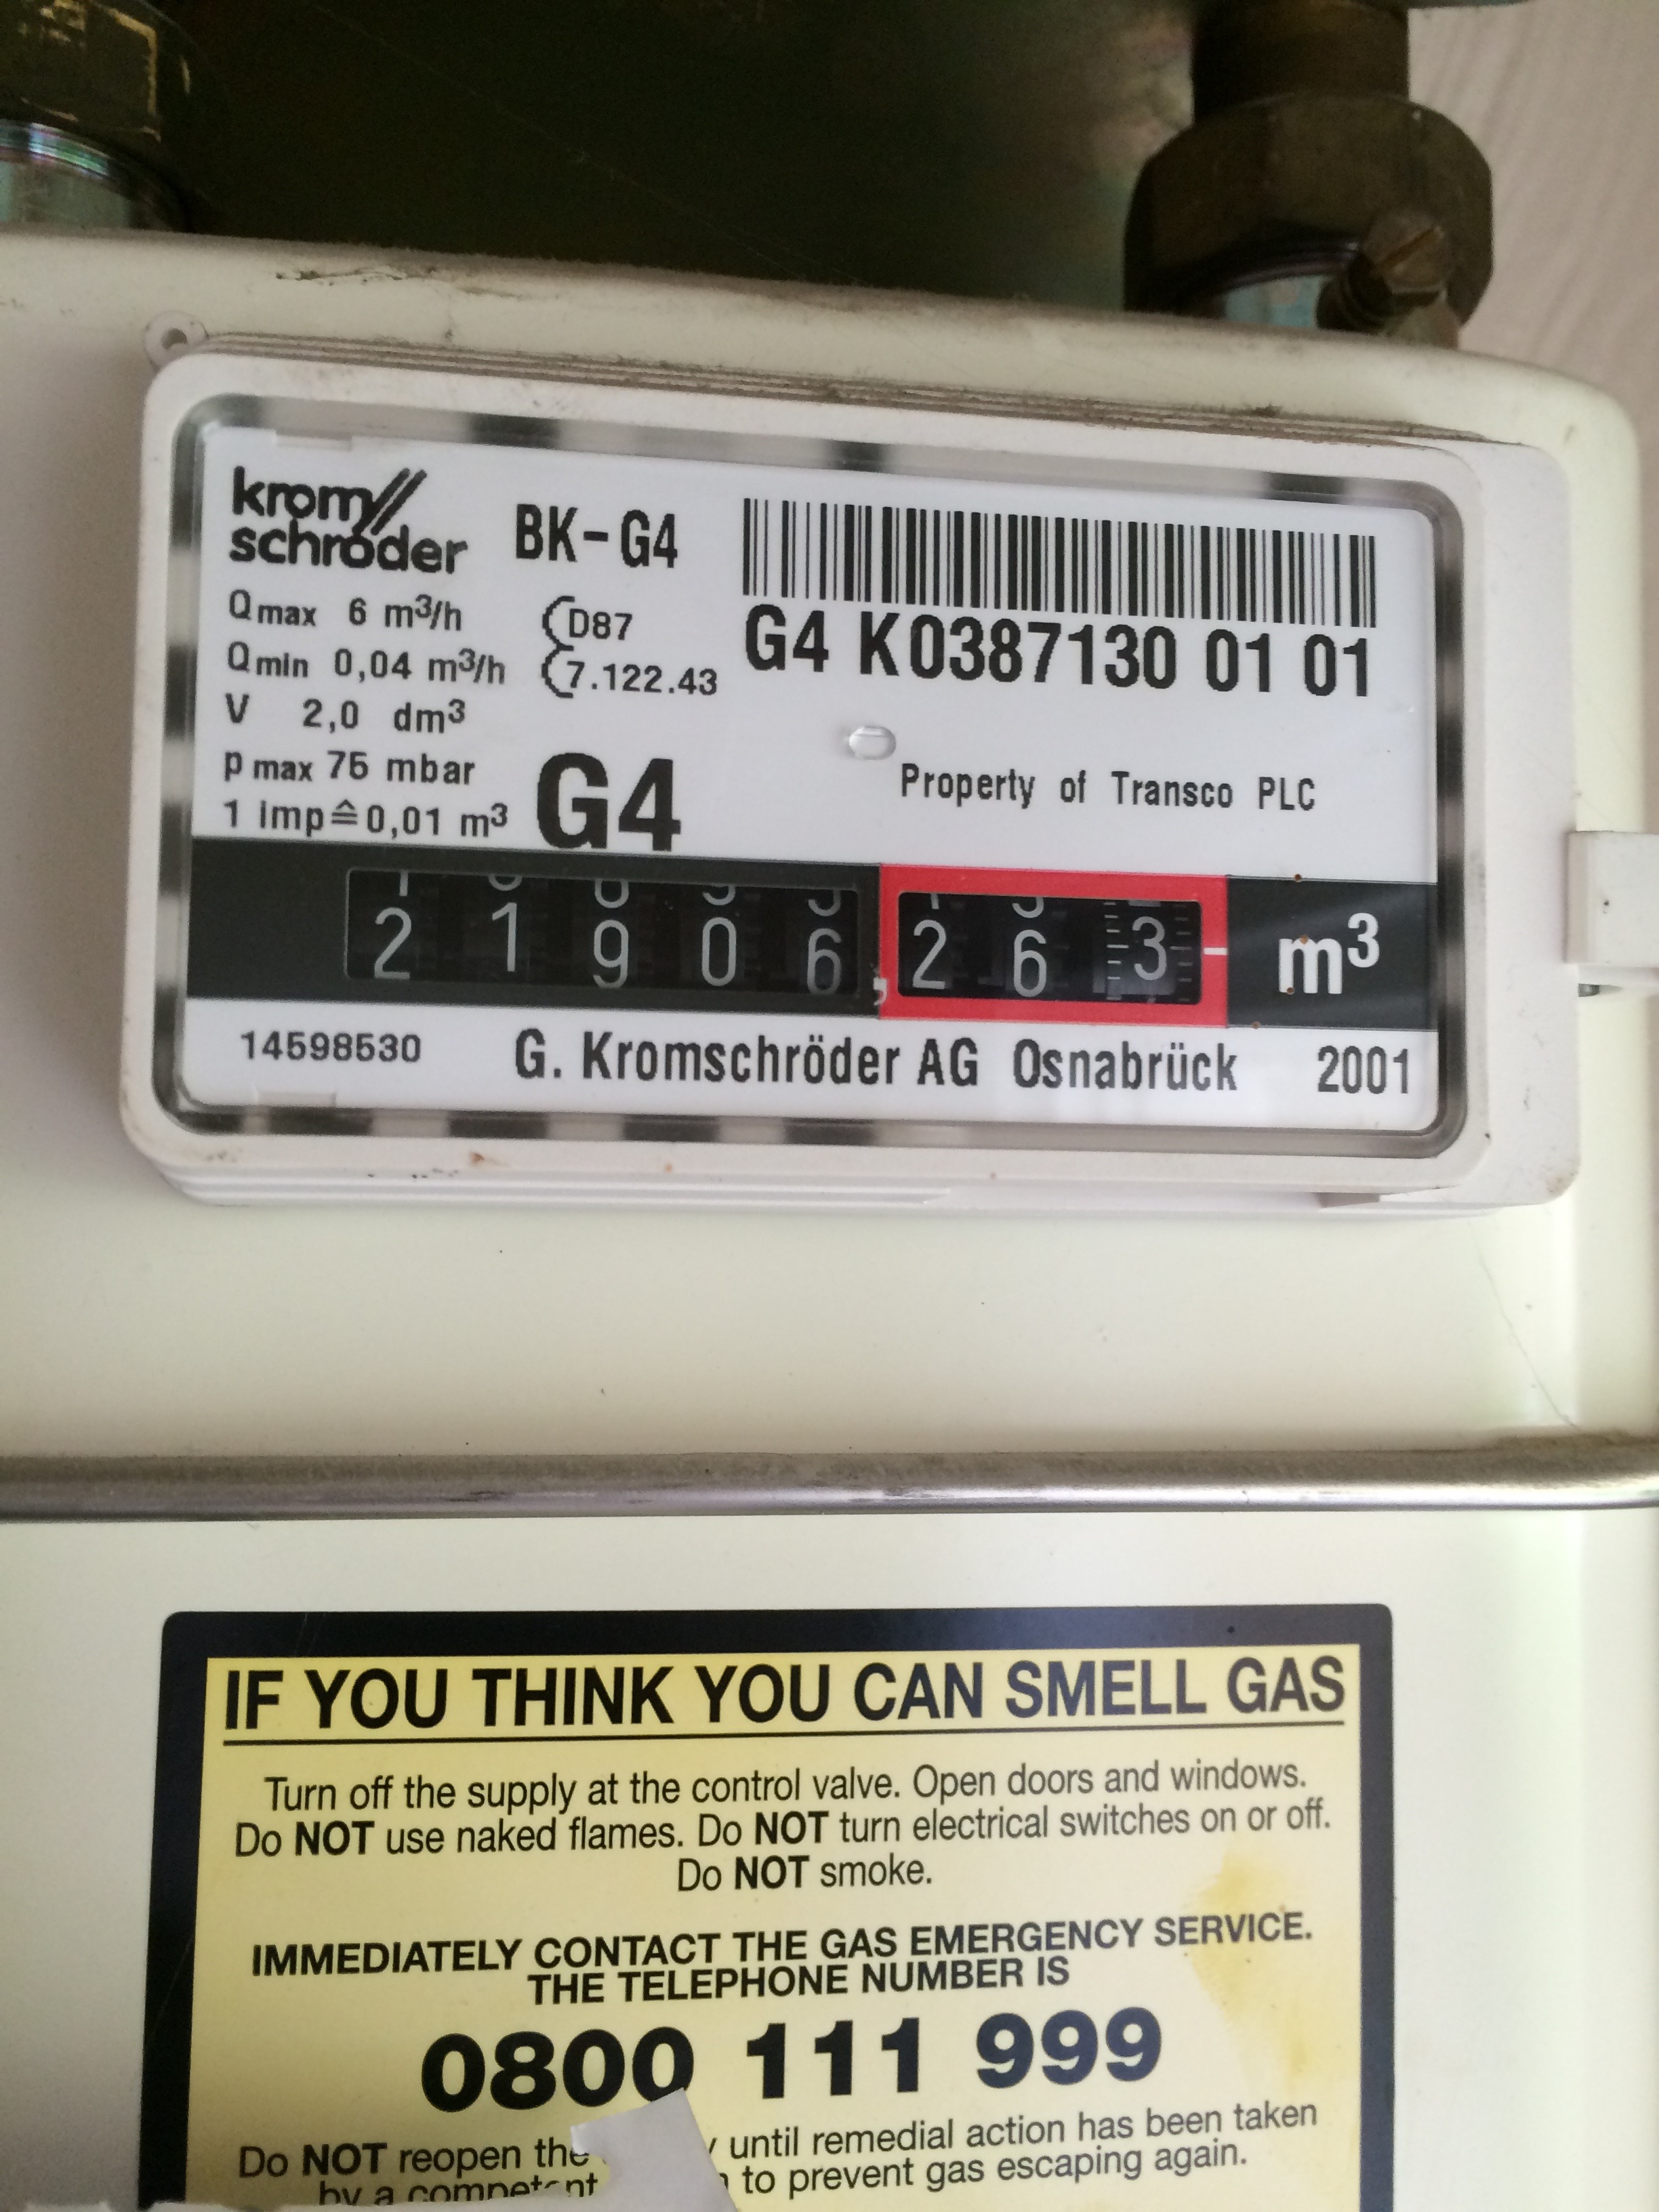 krom//
schröder
BK-G4
Qmax 6 m³/h
Qmin 0,04 m³/h
V 2,0 dm³
p max 75 mbar
1 imp≙0,01 m³
D87
7.122.43
G4
G4 K0387130 01 01
Property of Transco PLC
21906,263 m³
14598530 G. Kromschröder AG Osnabrück 2001
IF YOU THINK YOU CAN SMELL GAS
Turn off the supply at the control valve. Open doors and windows.
Do NOT use naked flames. Do NOT turn electrical switches on or off.
Do NOT smoke.
IMMEDIATELY CONTACT THE GAS EMERGENCY SERVICE.
THE TELEPHONE NUMBER IS
0800 111 999
Do NOT reopen the until remedial action has been taken
by a to prevent gas escaping again.